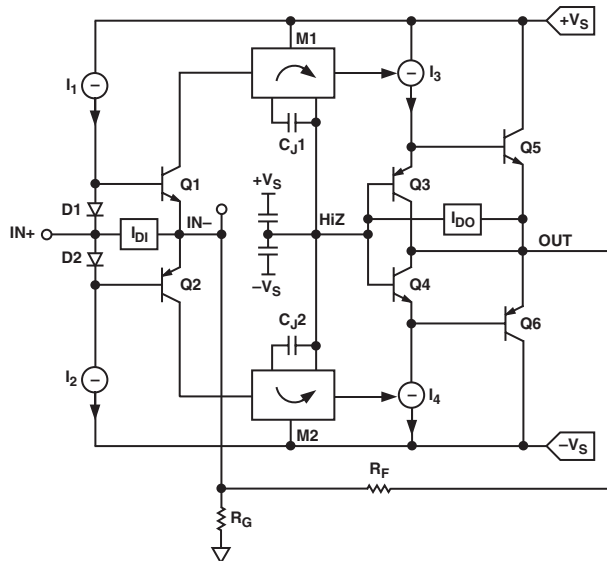 +VS
M1
I1
I3
CJ1
Q5
Q1
Q3
+VS
D1
IN–
HiZ
IN+
IDI
IDO
OUT
D2
–VS
Q2
Q4
Q6
CJ2
I2
I4
M2
–VS
RF
RG